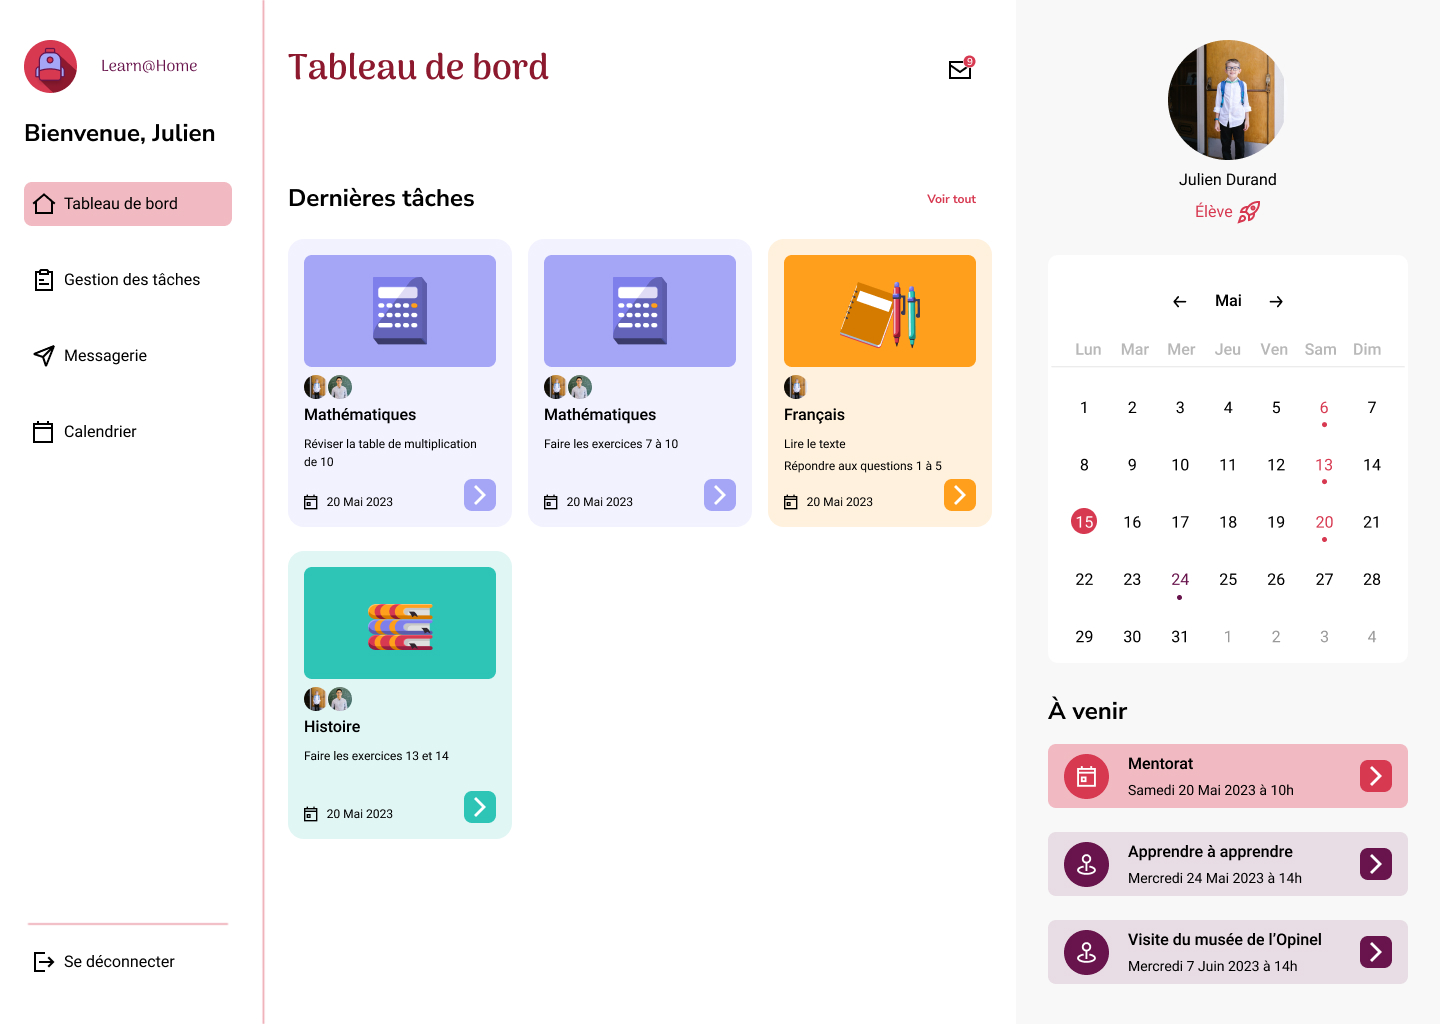 Learn@Home
Bienvenue, Julien
Tableau de bord
Gestion des tâches
Messagerie
Calendrier
Se déconnecter
Tableau de bord
9
Dernières tâches
Voir tout
Mathématiques
Réviser la table de multiplication
de 10
20 Mai 2023
Mathématiques
Faire les exercices 7 à 10
20 Mai 2023
Français
Lire le texte
Répondre aux questions 1 à 5
20 Mai 2023
Histoire
Faire les exercices 13 et 14
20 Mai 2023
Julien Durand
Élève
Mai
Lun Mar Mer Jeu Ven Sam Dim
1 2 3 4 5 6 7
8 9 10 11 12 13 14
15 16 17 18 19 20 21
22 23 24 25 26 27 28
29 30 31 1 2 3 4
À venir
Mentorat
Samedi 20 Mai 2023 à 10h
Apprendre à apprendre
Mercredi 24 Mai 2023 à 14h
Visite du musée de l’Opinel
Mercredi 7 Juin 2023 à 14h